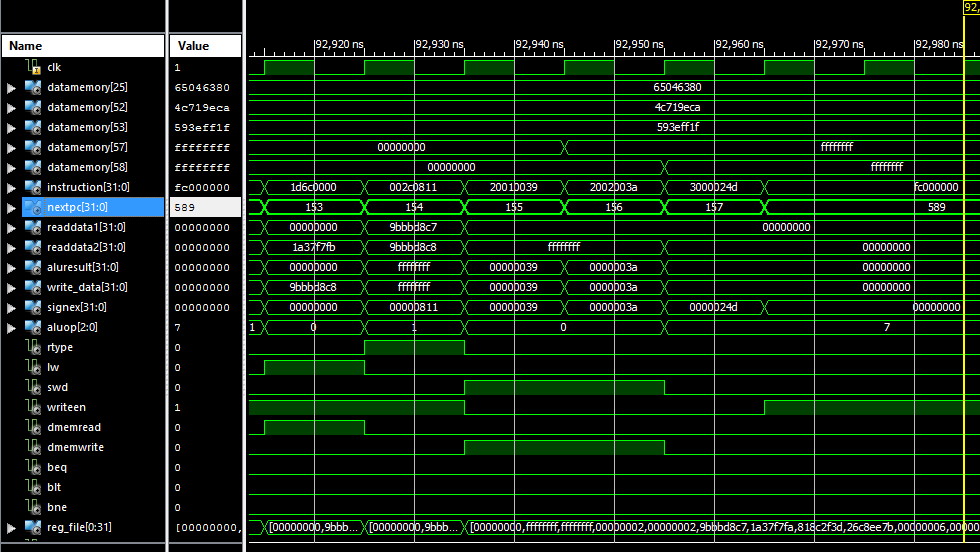 92,
92,920 ns 92,930 ns 92,940 ns 92,950 ns 92,960 ns 92,970 ns 92,980 ns
Name Value
clk 1
datamemory[25] 65046380 65046380
datamemory[52] 4c719eca 4c719eca
datamemory[53] 593eff1f 593eff1f
datamemory[57] ffffffff 00000000 ffffffff
datamemory[58] ffffffff 00000000 ffffffff
instruction[31:0] fc000000 1d6c0000 002c0811 20010039 2002003a 3000024d fc000000
nextpc[31:0] 589 153 154 155 156 157 589
readdata1[31:0] 00000000 00000000 9bbbd8c7 00000000
readdata2[31:0] 00000000 1a37f7fb 9bbbd8c8 ffffffff 00000000
aluresult[31:0] 00000000 00000000 ffffffff 00000039 0000003a 00000000
write_data[31:0] 00000000 9bbbd8c8 ffffffff 00000039 0000003a 00000000
signex[31:0] 00000000 00000000 00000811 00000039 0000003a 0000024d 00000000
aluop[2:0] 7 1 0 1 0 7
rtype 0
lw 0
swd 0
writeen 1
dmemread 0
dmemwrite 0
beq 0
blt 0
bne 0
reg_file[0:31] [00000000, [00000000,9bbb... [00000000,9bbb... [00000000,ffffffff,ffffffff,00000002,00000002,9bbbd8c7,1a37f7fa,818c2f3d,26c8ee7b,00000006,0000